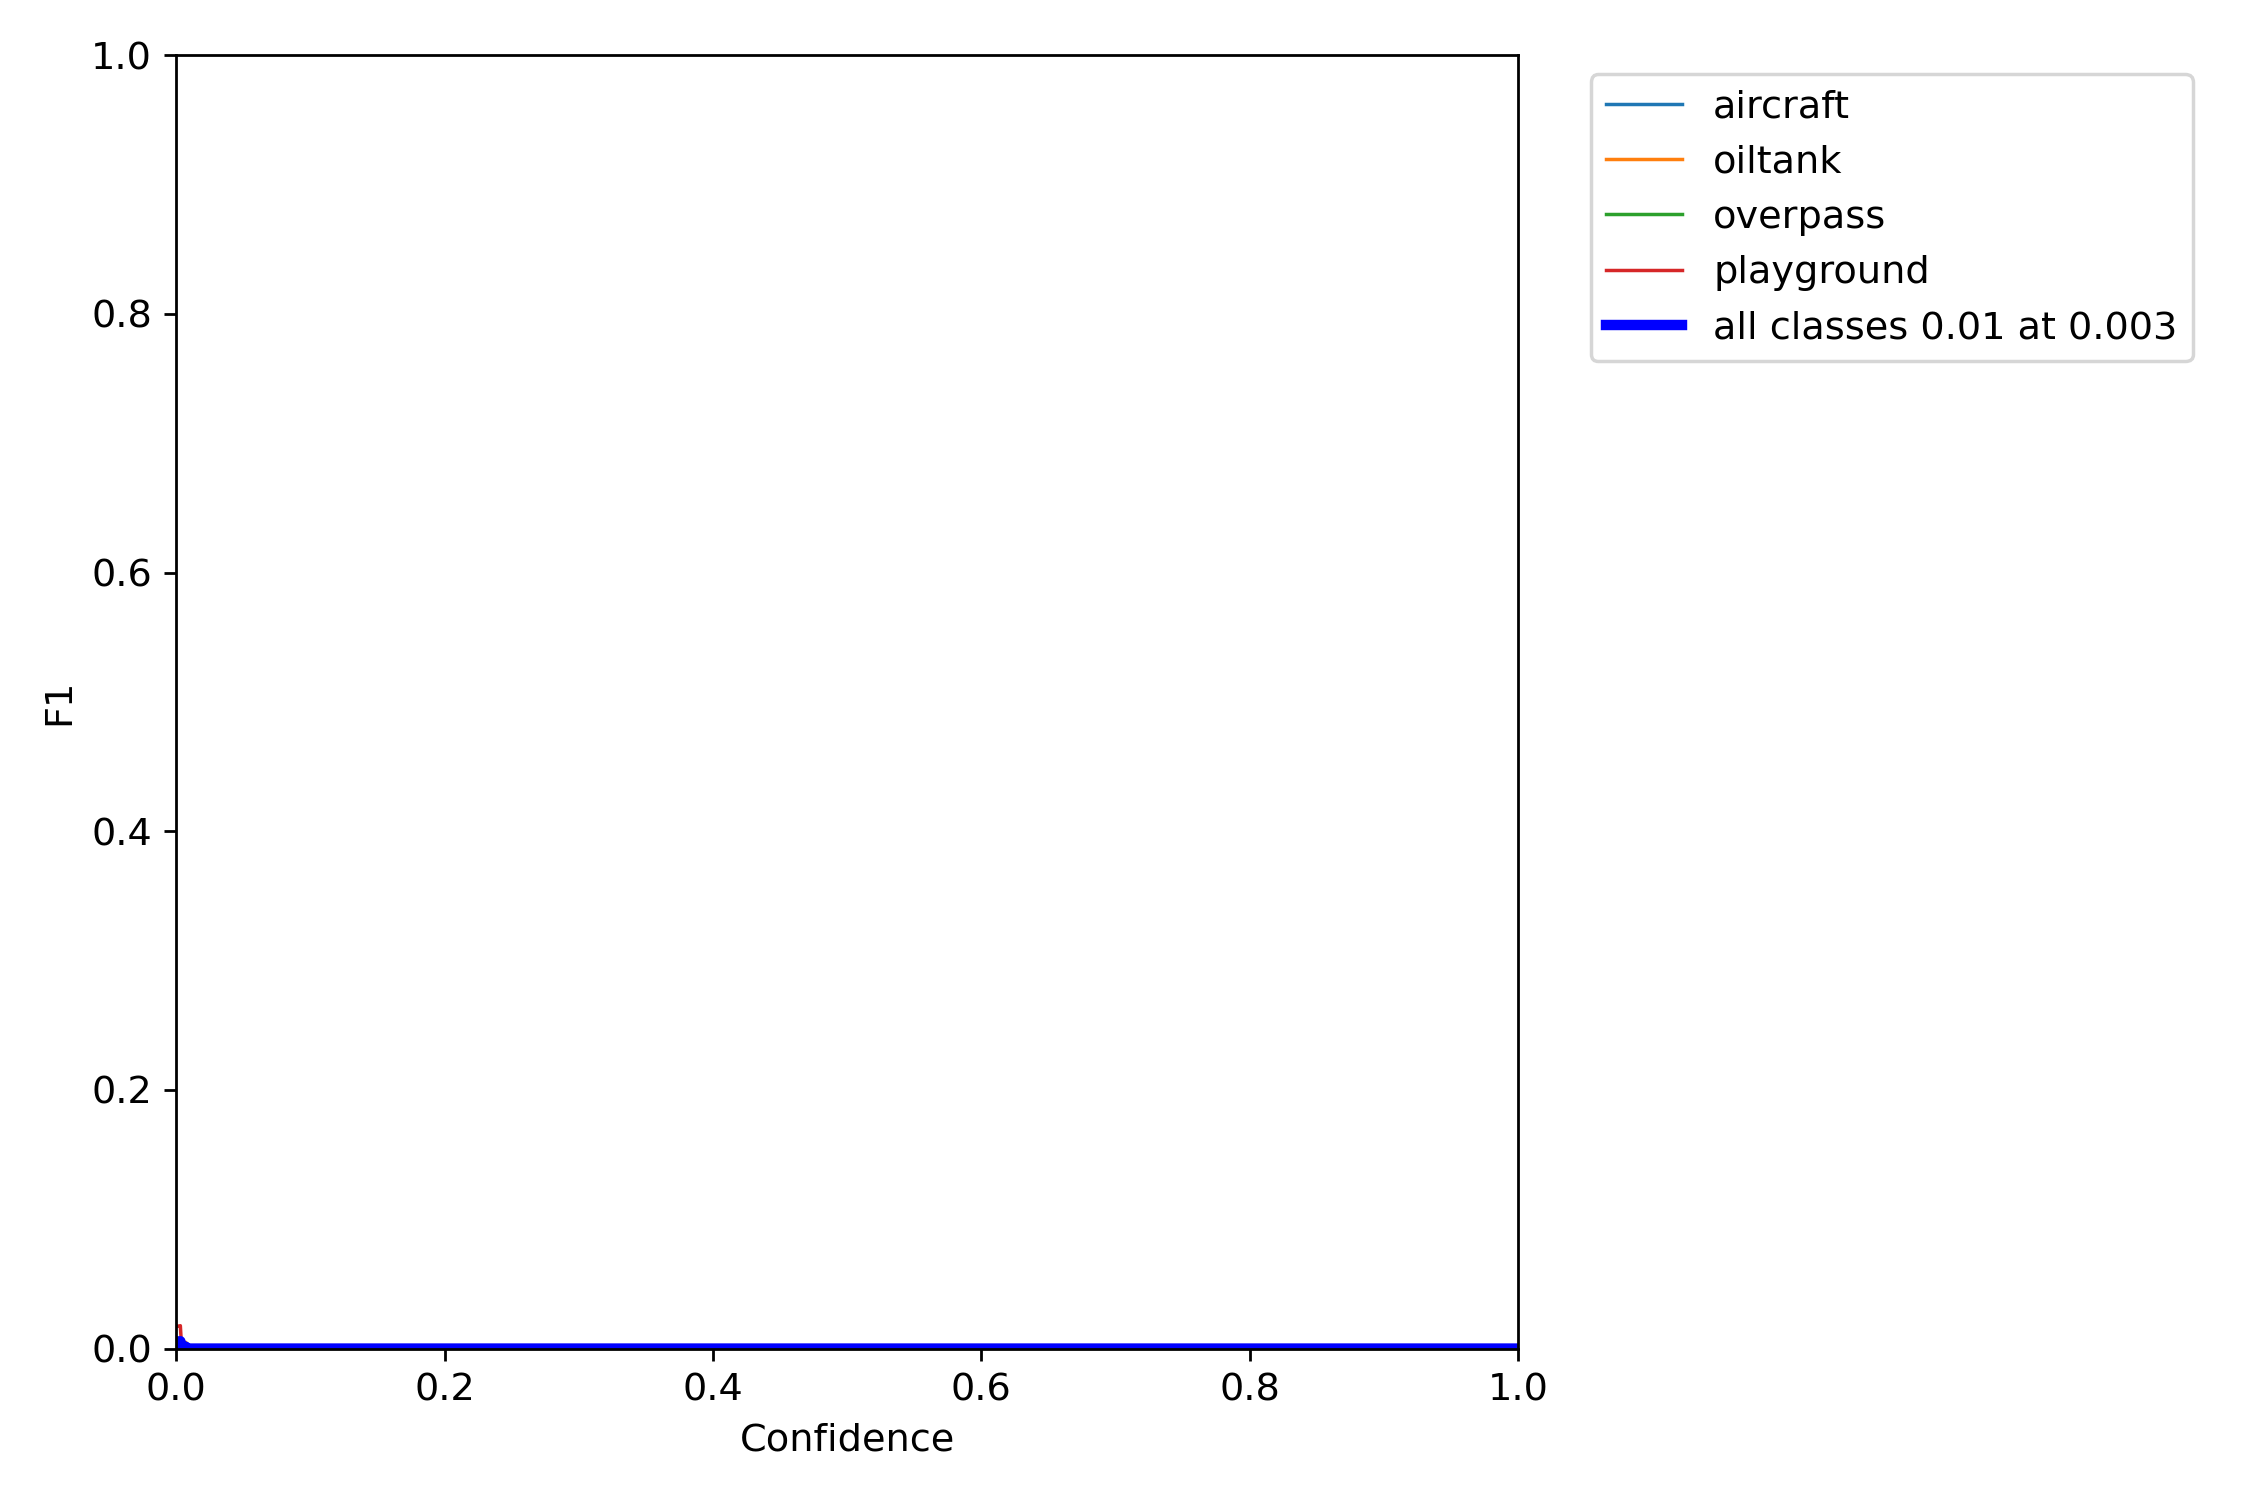 1.0
0.8
0.6
0.4
0.2
0.0
F1
0.0 0.2 0.4 0.6 0.8 1.0
Confidence
aircraft
oiltank
overpass
playground
all classes 0.01 at 0.003